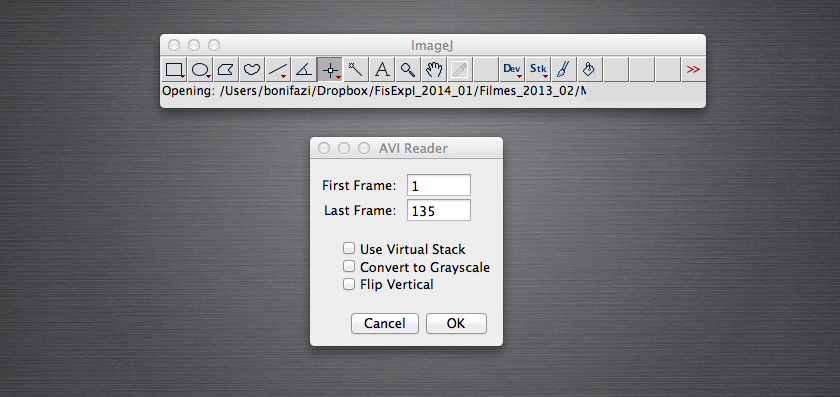 ImageJ
A Dev Stk >>
Opening: /Users/bonifazi/Dropbox/FisExpl_2014_01/Filmes_2013_02/M
AVI Reader
First Frame: 1
Last Frame: 135
Use Virtual Stack
Convert to Grayscale
Flip Vertical
Cancel OK